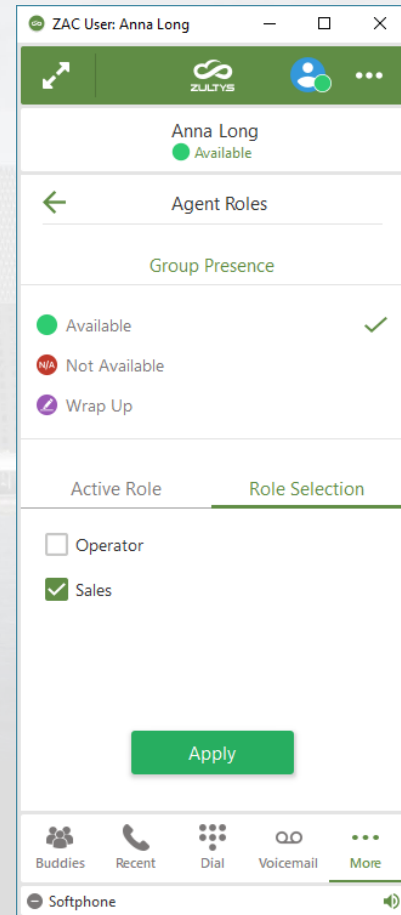 ZAC User: Anna Long
ZULTYS
Anna Long
Available
Agent Roles
Group Presence
Available
N/A Not Available
Wrap Up
Active Role Role Selection
Operator
Sales
Apply
Buddies Recent Dial Voicemail More
Softphone